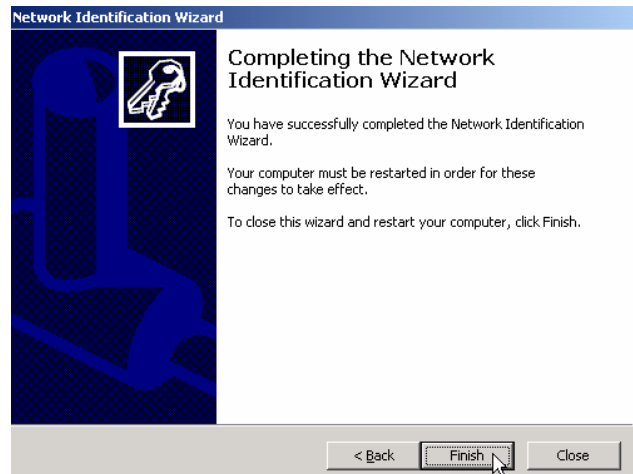 Network Identification Wizard
Completing the Network
Identification Wizard
You have successfully completed the Network Identification
Wizard.
Your computer must be restarted in order for these
changes to take effect.
To close this wizard and restart your computer, click Finish.
< Back Finish Close